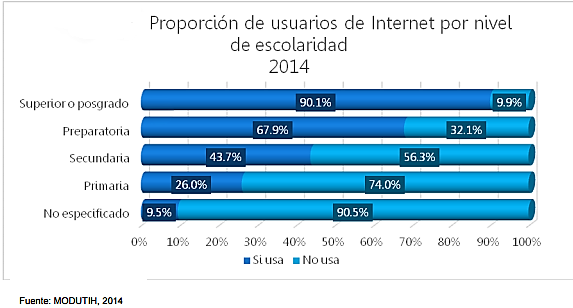 Proporción de usuarios de Internet por nivel
de escolaridad
2014
Superior o posgrado 90.1% 9.9%
Preparatoria 67.9% 32.1%
Secundaria 43.7% 56.3%
Primaria 26.0% 74.0%
No especificado 9.5% 90.5%
0% 10% 20% 30% 40% 50% 60% 70% 80% 90% 100%
Si usa No usa
Fuente: MODUTIH, 2014